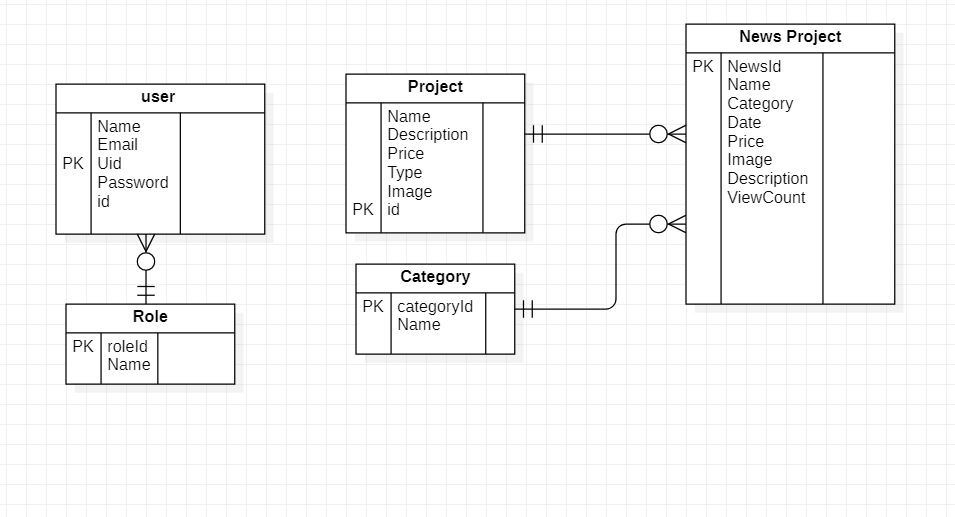 user
Name
Email
PK Uid
Password
id
Role
PK roleId
Name
Project
Name
Description
Price
Type
Image
PK id
Category
PK categoryId
Name
News Project
PK NewsId
Name
Category
Date
Price
Image
Description
ViewCount